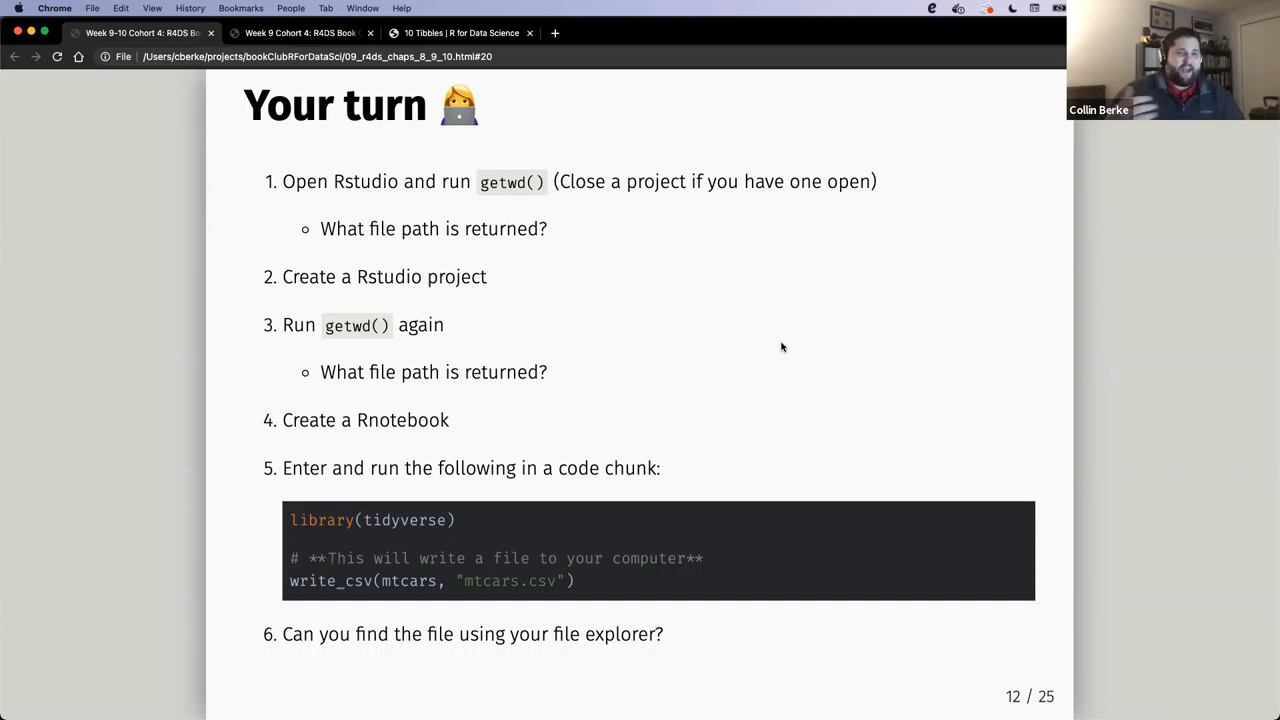 Chrome File Edit View History Bookmarks People Tab Window Help
Week 9-10 Cohort 4: R4DS Bo
Week 9 Cohort 4: R4DS Book
10 Tibbles | R for Data Science
File /Users/cberke/projects/bookClubRForDataSci/09_r4ds_chaps_8_9_10.html#20
Collin Berke
Your turn
1. Open Rstudio and run getwd() (Close a project if you have one open)
What file path is returned?
2. Create a Rstudio project
3. Run getwd() again
What file path is returned?
4. Create a Rnotebook
5. Enter and run the following in a code chunk:
library(tidyverse)
# **This will write a file to your computer**
write_csv(mtcars, "mtcars.csv")
6. Can you find the file using your file explorer?
12 / 25